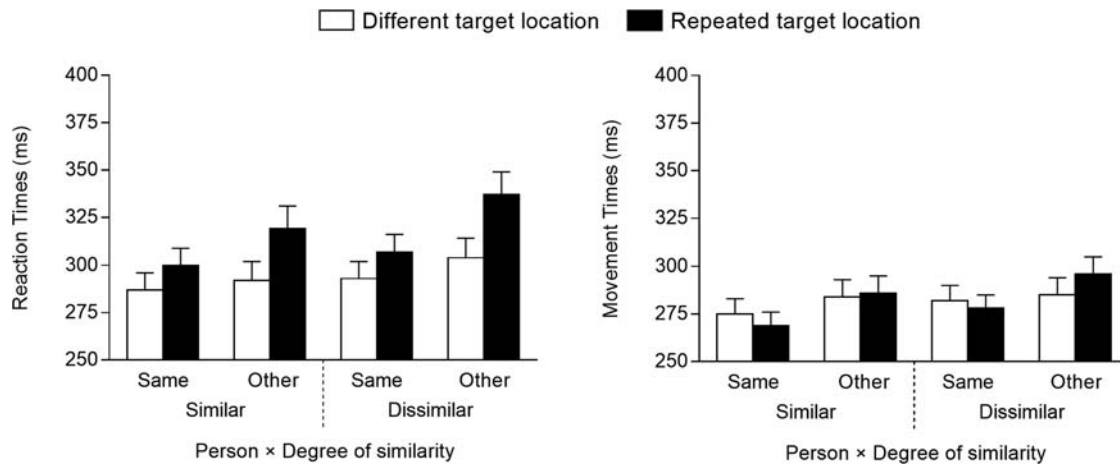 Different target location Repeated target location
Reaction Times (ms)
400
375
350
325
300
275
250
Same Other Same Other
Similar Dissimilar
Person × Degree of similarity
Movement Times (ms)
400
375
350
325
300
275
250
Same Other Same Other
Similar Dissimilar
Person × Degree of similarity